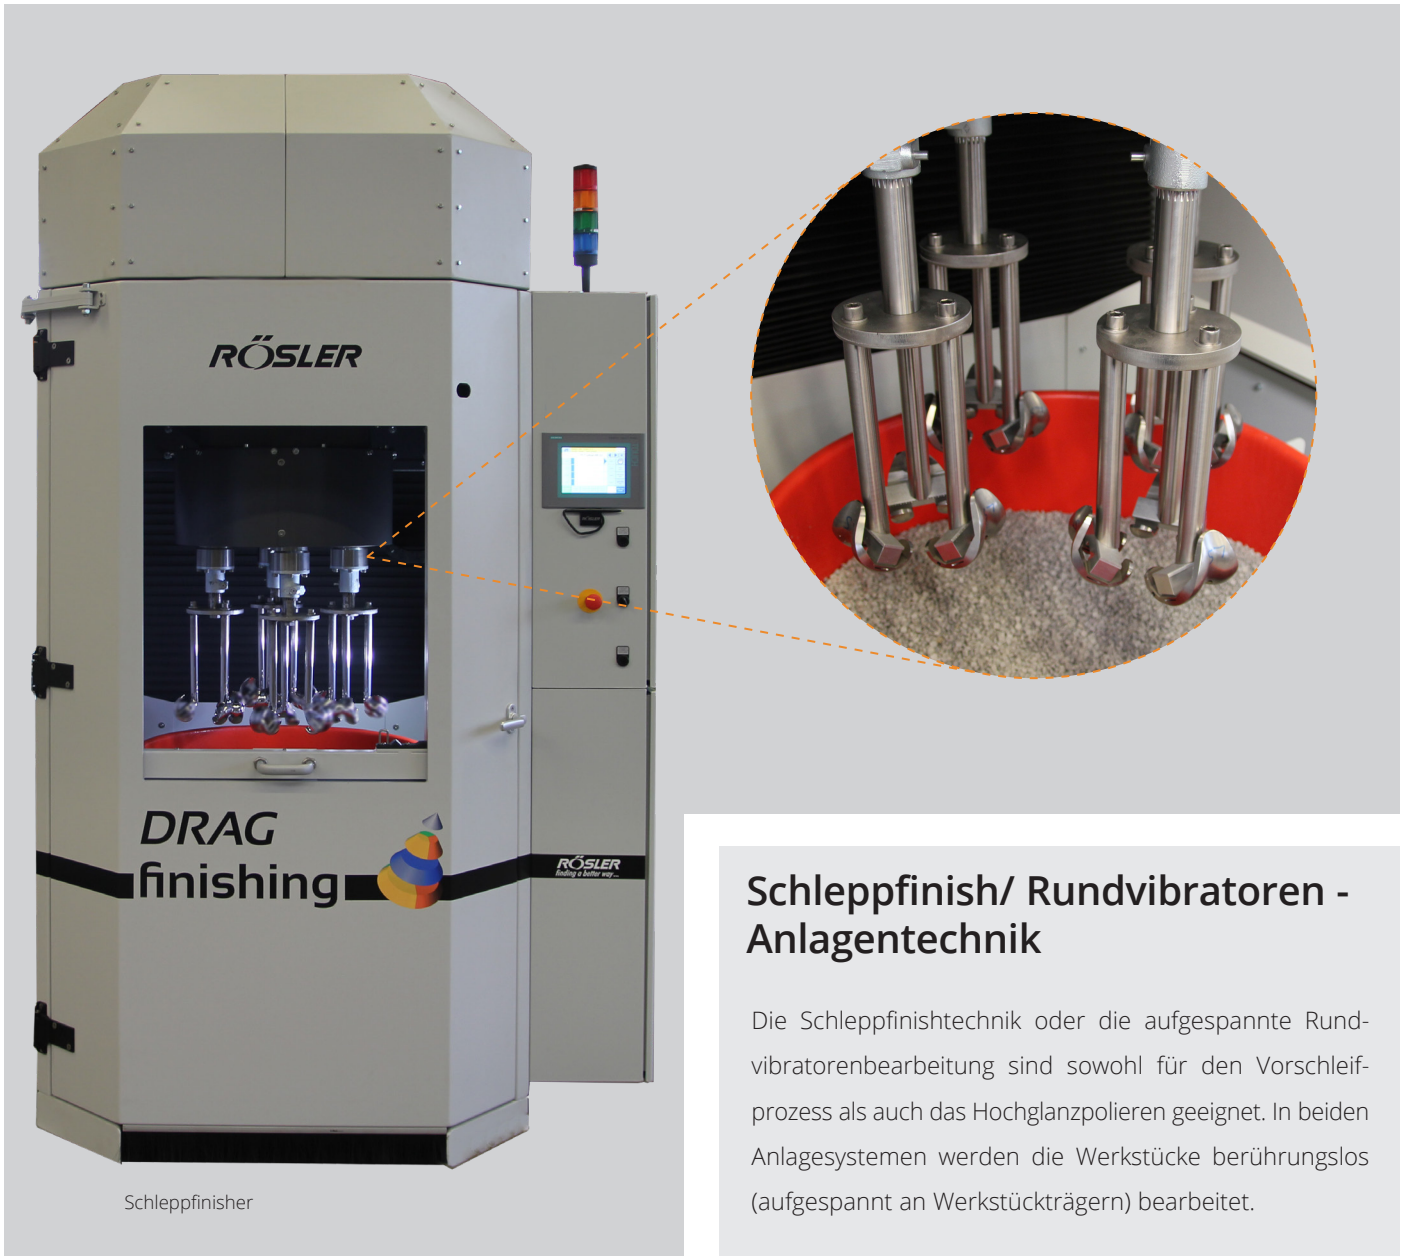 RÖSLER
RÖSLER
DRAG
finishing
RÖSLER
finding a better way...
Schleppfinish/ Rundvibratoren -
Anlagentechnik
Die Schleppfinishtechnik oder die aufgespannte Rund-
vibratorenbearbeitung sind sowohl für den Vorschleif-
prozess als auch das Hochglanzpolieren geeignet. In beiden
Anlagesystemen werden die Werkstücke berührungslos
(aufgespannt an Werkstückträgern) bearbeitet.
Schleppfinisher